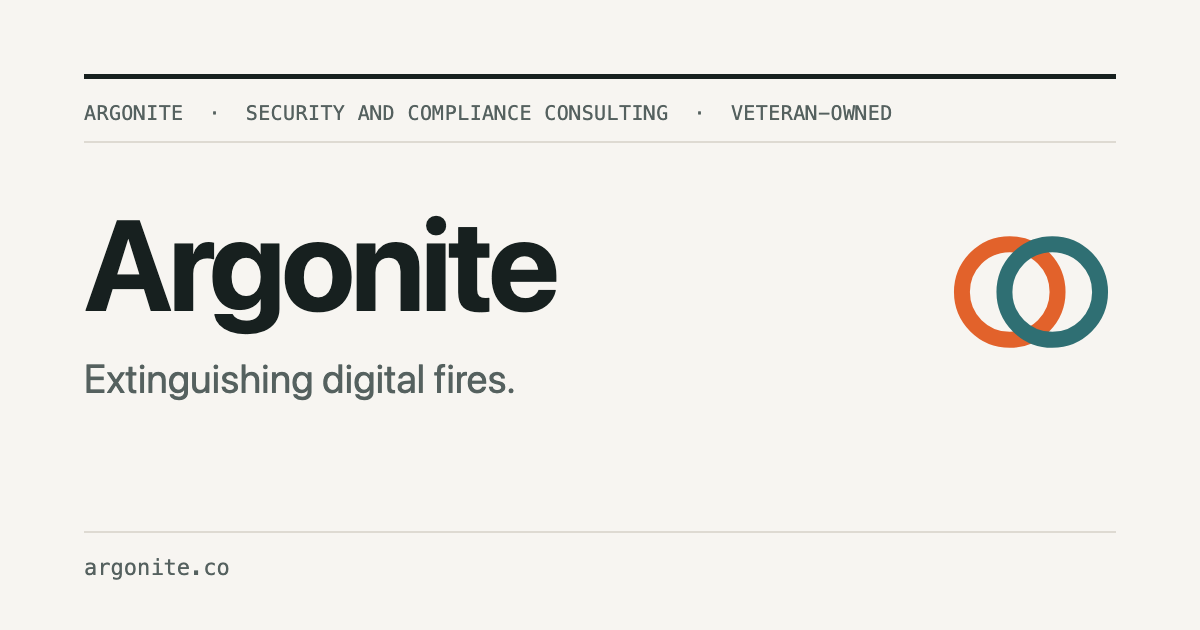 ARGONITE · SECURITY AND COMPLIANCE CONSULTING · VETERAN-OWNED
Argonite
Extinguishing digital fires.
argonite.co